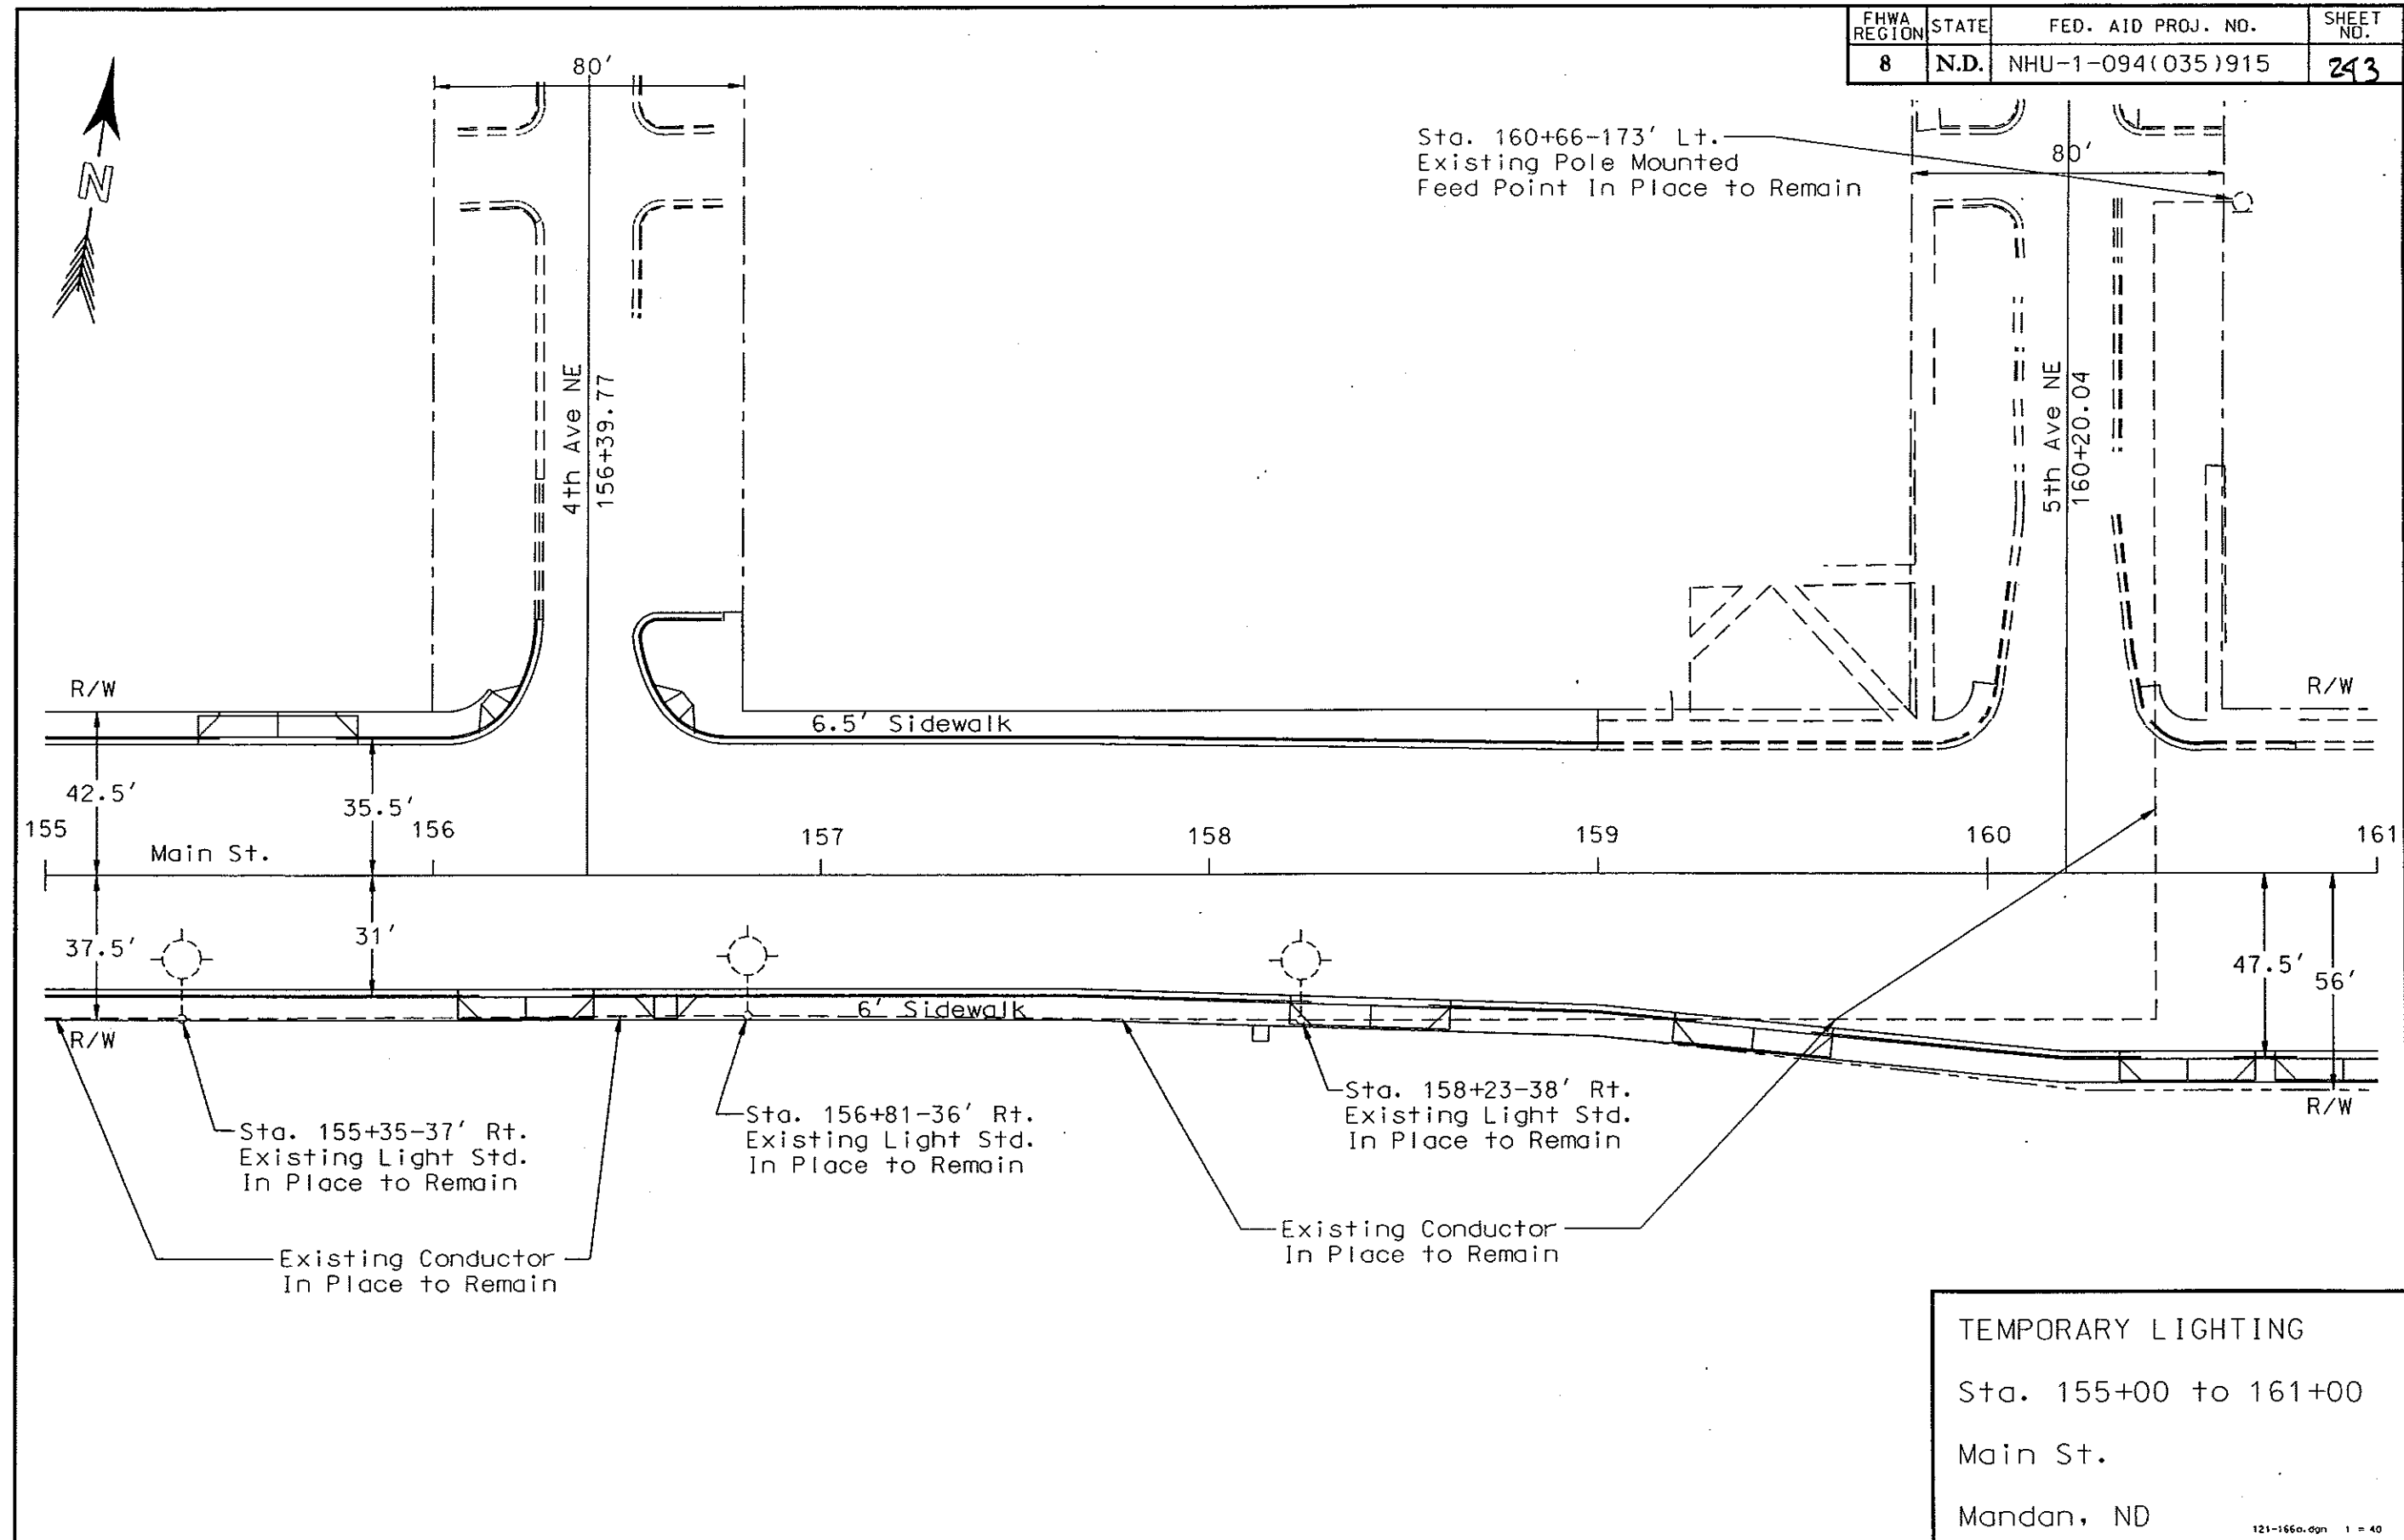 FHWA REGION STATE FED. AID PROJ. NO. SHEET NO.
8 N.D. NHU-1-094(035)915 293
80'
N
Sta. 160+66-173' Lt.
Existing Pole Mounted
Feed Point In Place to Remain
80'
4th Ave NE
156+39.77
5th Ave NE
160+20.04
R/W
R/W
6.5' Sidewalk
42.5'
35.5'
155 156 157 158 159 160 161
Main St.
37.5'
31'
47.5'
56'
6' Sidewalk
R/W
R/W
Sta. 155+35-37' Rt.
Existing Light Std.
In Place to Remain
Sta. 156+81-36' Rt.
Existing Light Std.
In Place to Remain
Sta. 158+23-38' Rt.
Existing Light Std.
In Place to Remain
Existing Conductor
In Place to Remain
Existing Conductor
In Place to Remain
TEMPORARY LIGHTING
Sta. 155+00 to 161+00
Main St.
Mandan, ND
121-166a.dgn 1 = 40